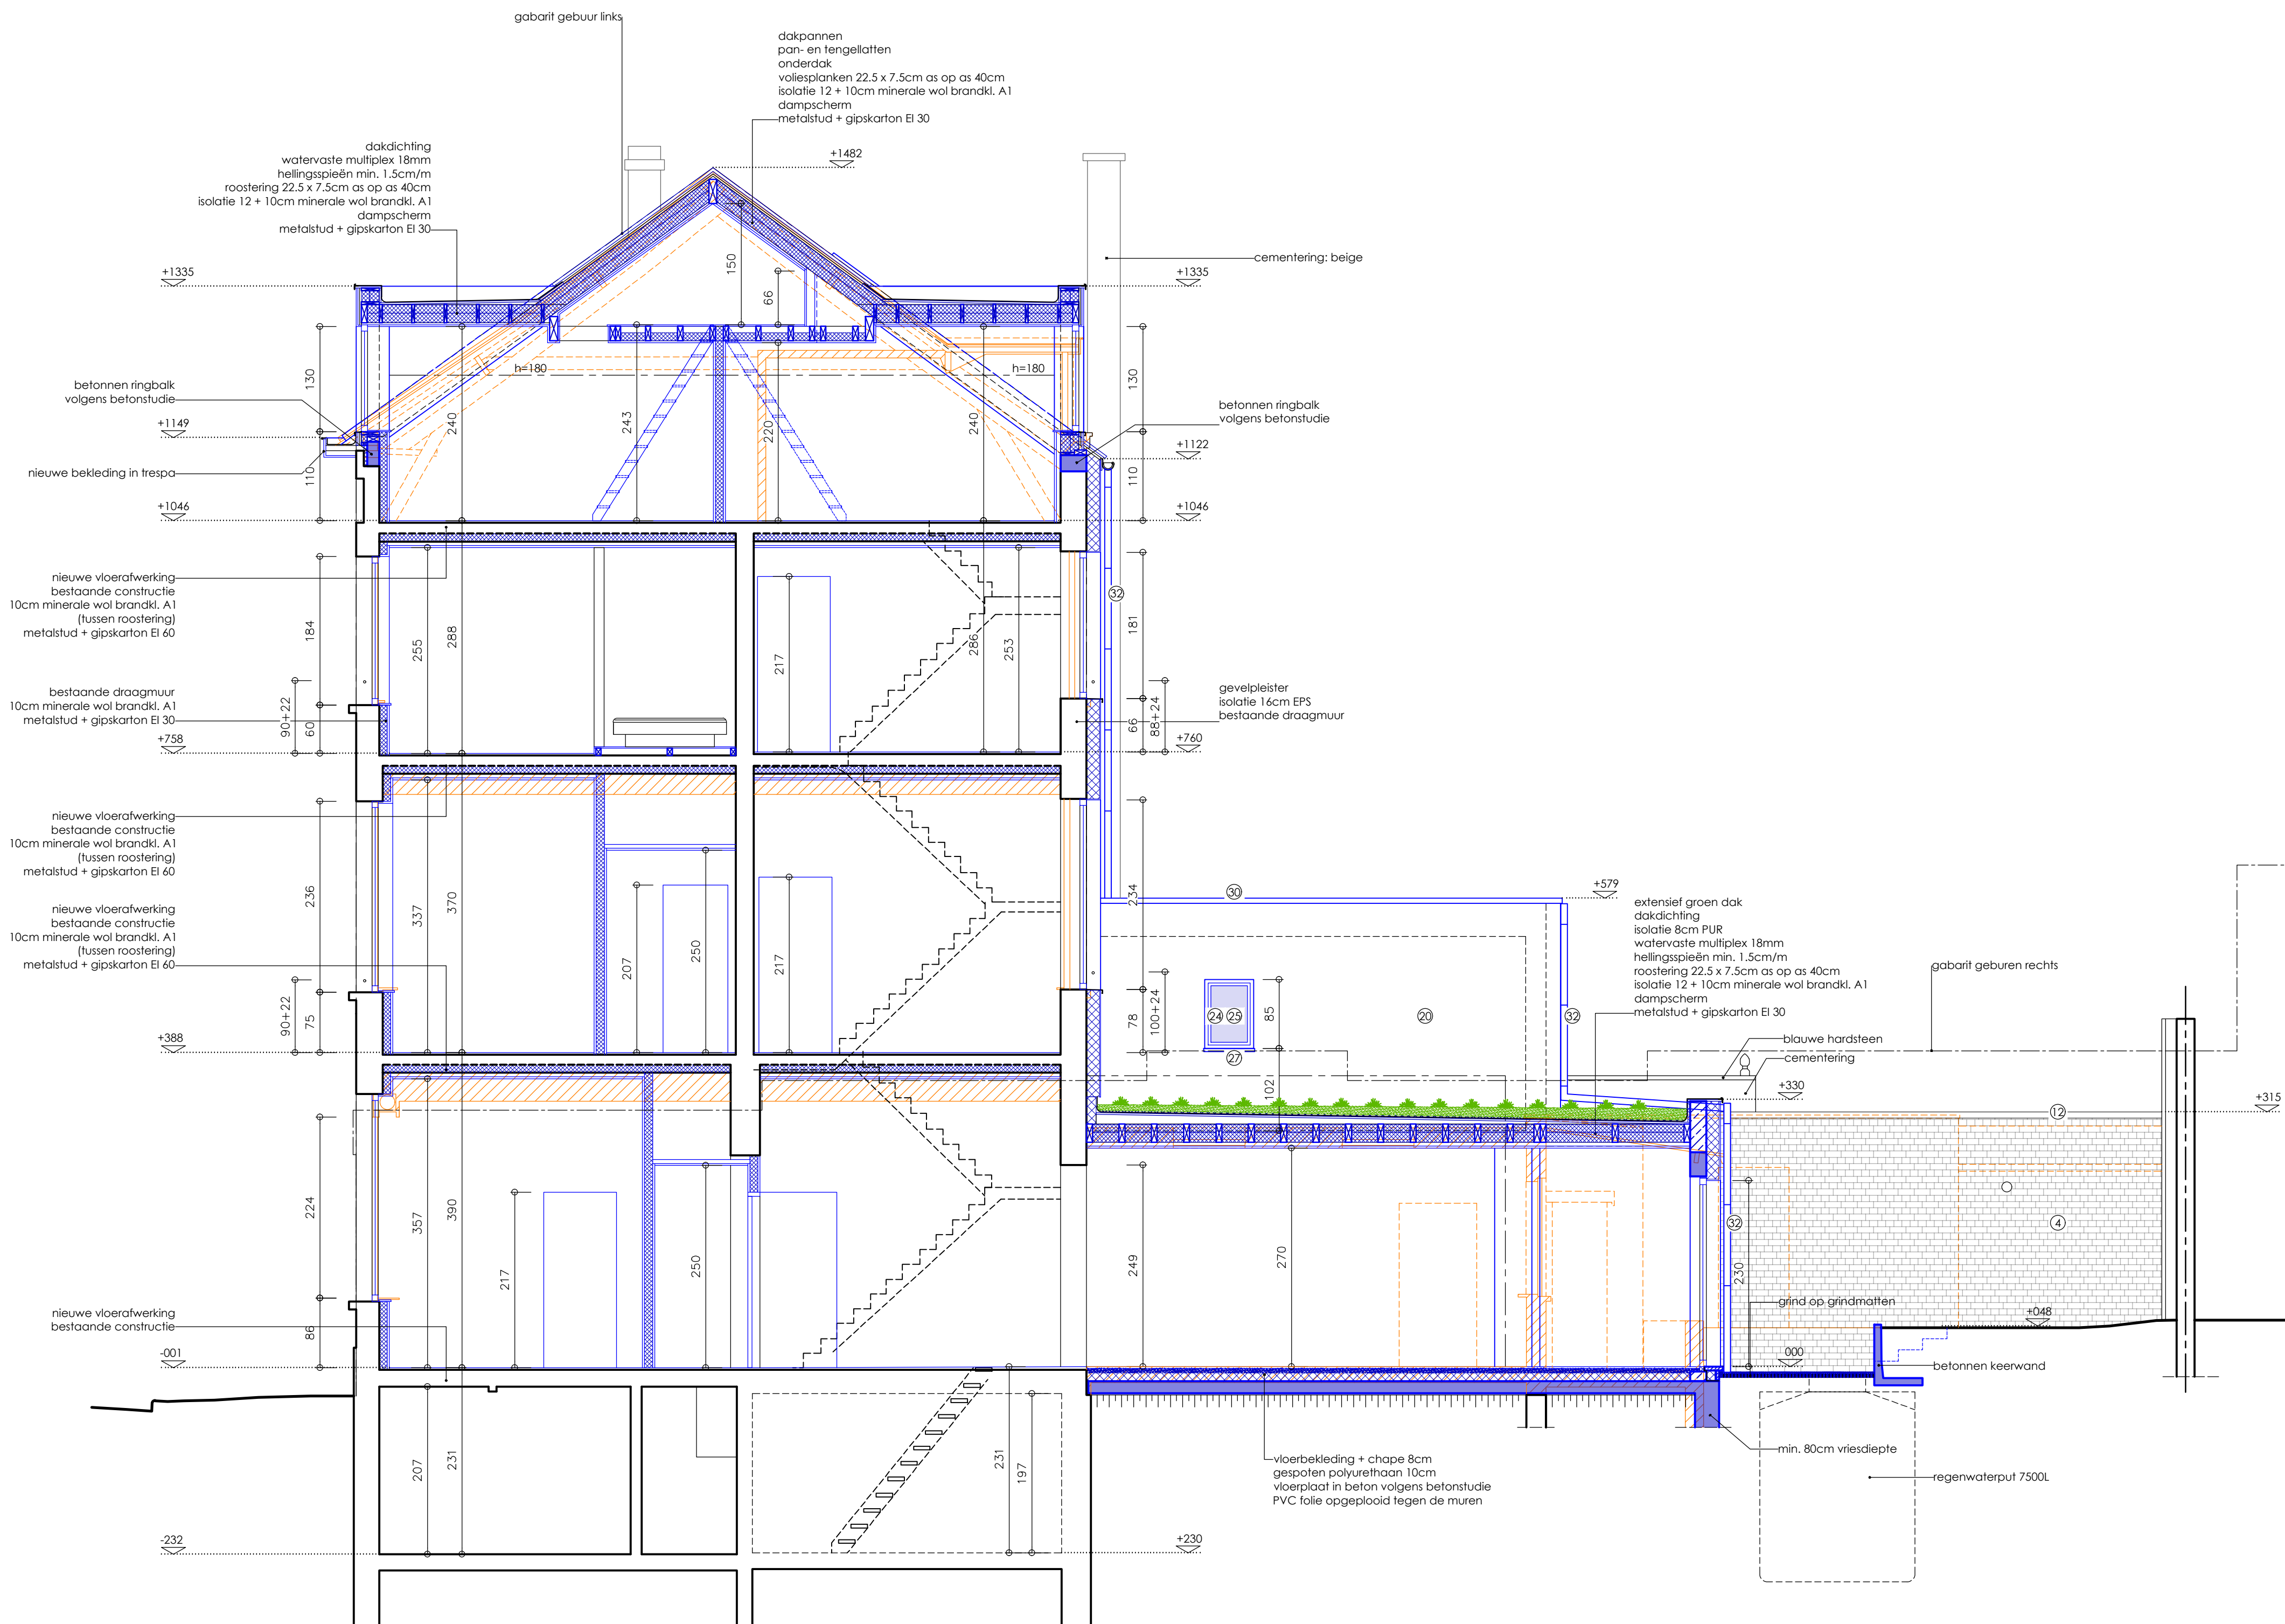 gabarit gebuur links
dakpannen
pan- en tengellatten
onderdak
voliesplanken 22.5 x 7.5cm as op as 40cm
isolatie 12 + 10cm minerale wol brandkl. A1
dampscherm
metalstud + gipskarton EI 30
dakdichting
watervaste multiplex 18mm
hellingsspieën min. 1.5cm/m
roostering 22.5 x 7.5cm as op as 40cm
isolatie 12 + 10cm minerale wol brandkl. A1
dampscherm
metalstud + gipskarton EI 30
+1482
cementering: beige
+1335
+1335
150
66
130
h=180
h=180
130
betonnen ringbalk
volgens betonstudie
+1149
240
243
220
240
betonnen ringbalk
volgens betonstudie
+1122
nieuwe bekleding in trespa
110
110
+1046
+1046
nieuwe vloerafwerking
bestaande constructie
10cm minerale wol brandkl. A1
(tussen roostering)
metalstud + gipskarton EI 60
184
255
288
217
286
253
32
181
bestaande draagmuur
10cm minerale wol brandkl. A1
metalstud + gipskarton EI 30
90+22
60
66
88+24
gevelpleister
isolatie 16cm EPS
bestaande draagmuur
+758
+760
nieuwe vloerafwerking
bestaande constructie
10cm minerale wol brandkl. A1
(tussen roostering)
metalstud + gipskarton EI 60
236
337
370
207
250
217
234
30
+579
extensief groen dak
dakdichting
isolatie 8cm PUR
watervaste multiplex 18mm
hellingsspieën min. 1.5cm/m
roostering 22.5 x 7.5cm as op as 40cm
isolatie 12 + 10cm minerale wol brandkl. A1
dampscherm
metalstud + gipskarton EI 30
gabarit geburen rechts
nieuwe vloerafwerking
bestaande constructie
10cm minerale wol brandkl. A1
(tussen roostering)
metalstud + gipskarton EI 60
90+22
75
78
100+24
24
25
85
20
32
27
102
blauwe hardsteen
cementering
+388
+330
+315
12
224
357
390
217
250
249
270
32
230
4
86
grind op grindmatten
+048
nieuwe vloerafwerking
bestaande constructie
-001
000
betonnen keerwand
207
231
231
197
vloerbekleding + chape 8cm
gespoten polyurethaan 10cm
vloerplaat in beton volgens betonstudie
PVC folie opgeplooid tegen de muren
min. 80cm vriesdiepte
regenwaterput 7500L
-232
+230